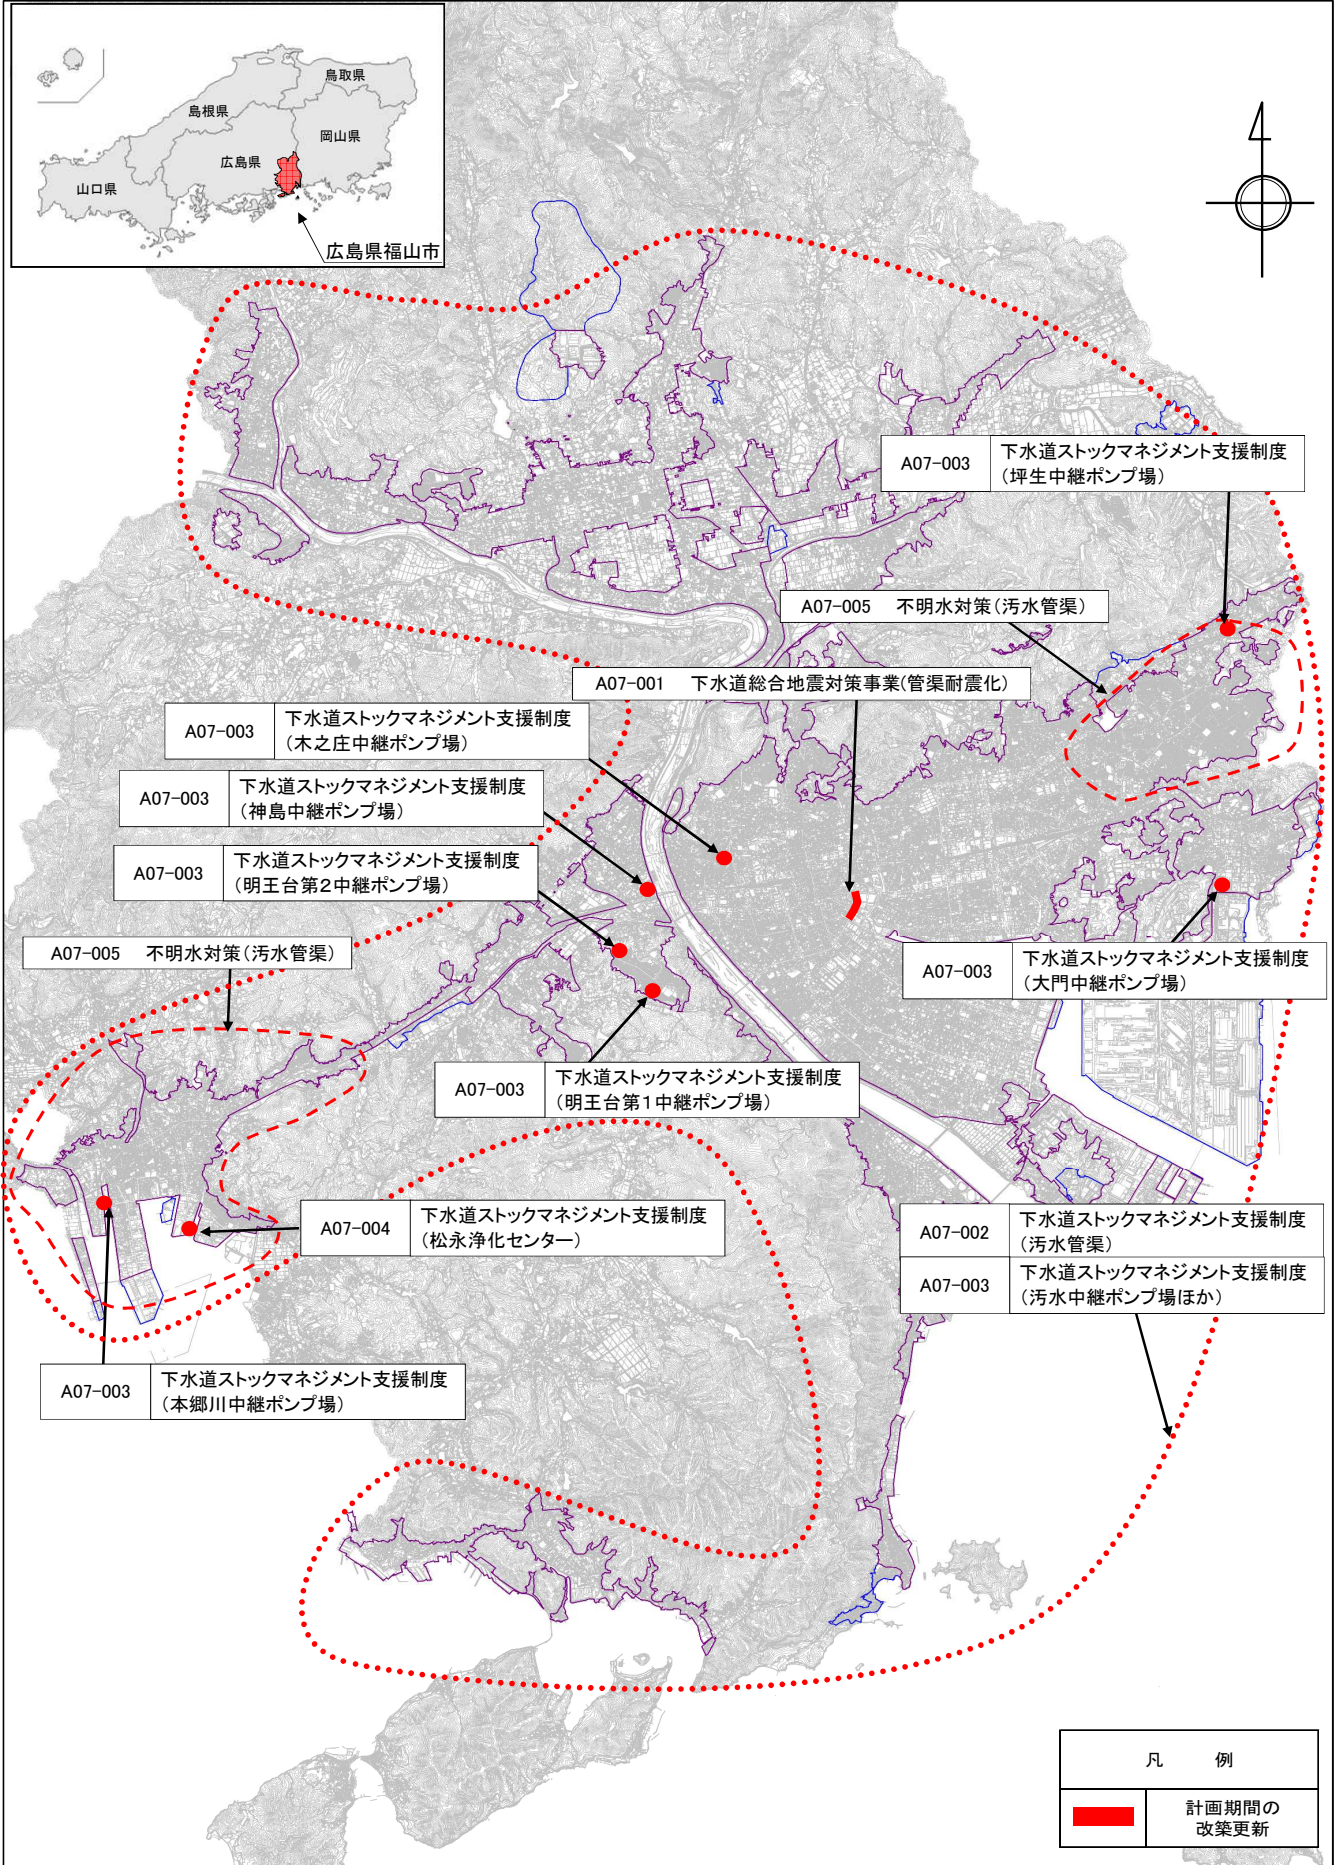 鳥取県
島根県
岡山県
広島県
山口県
広島県福山市
A07-003
下水道ストックマネジメント支援制度
(坪生中継ポンプ場)
A07-005 不明水対策(汚水管渠)
A07-001 下水道総合地震対策事業(管渠耐震化)
A07-003
下水道ストックマネジメント支援制度
(木之庄中継ポンプ場)
A07-003
下水道ストックマネジメント支援制度
(神島中継ポンプ場)
A07-003
下水道ストックマネジメント支援制度
(明王台第2中継ポンプ場)
A07-005 不明水対策(汚水管渠)
A07-003
下水道ストックマネジメント支援制度
(大門中継ポンプ場)
A07-003
下水道ストックマネジメント支援制度
(明王台第1中継ポンプ場)
A07-004
下水道ストックマネジメント支援制度
(松永浄化センター)
A07-002
下水道ストックマネジメント支援制度
(汚水管渠)
A07-003
下水道ストックマネジメント支援制度
(汚水中継ポンプ場ほか)
A07-003
下水道ストックマネジメント支援制度
(本郷川中継ポンプ場)
凡 例
計画期間の
改築更新